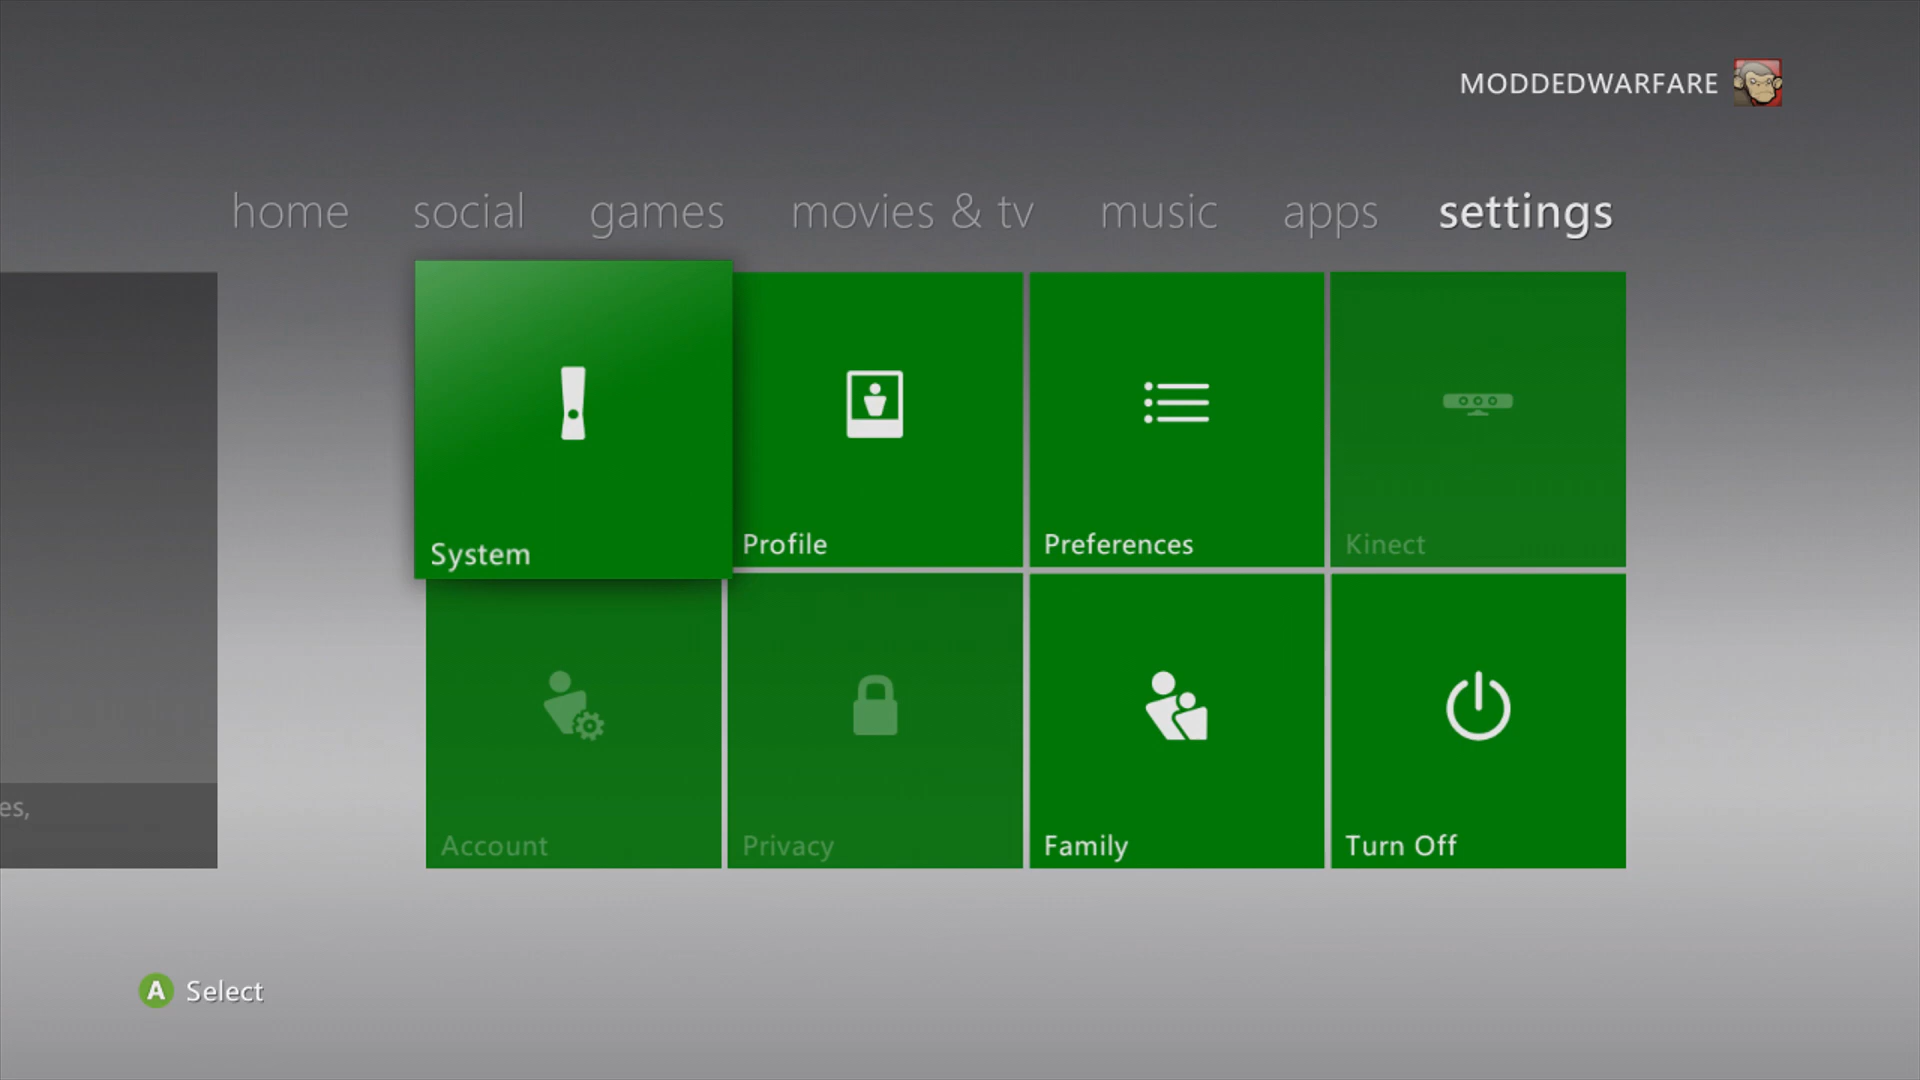 MODDEDWARFARE
home social games movies & tv music apps settings
System Profile Preferences Kinect
es,
Account Privacy Family Turn Off
A Select